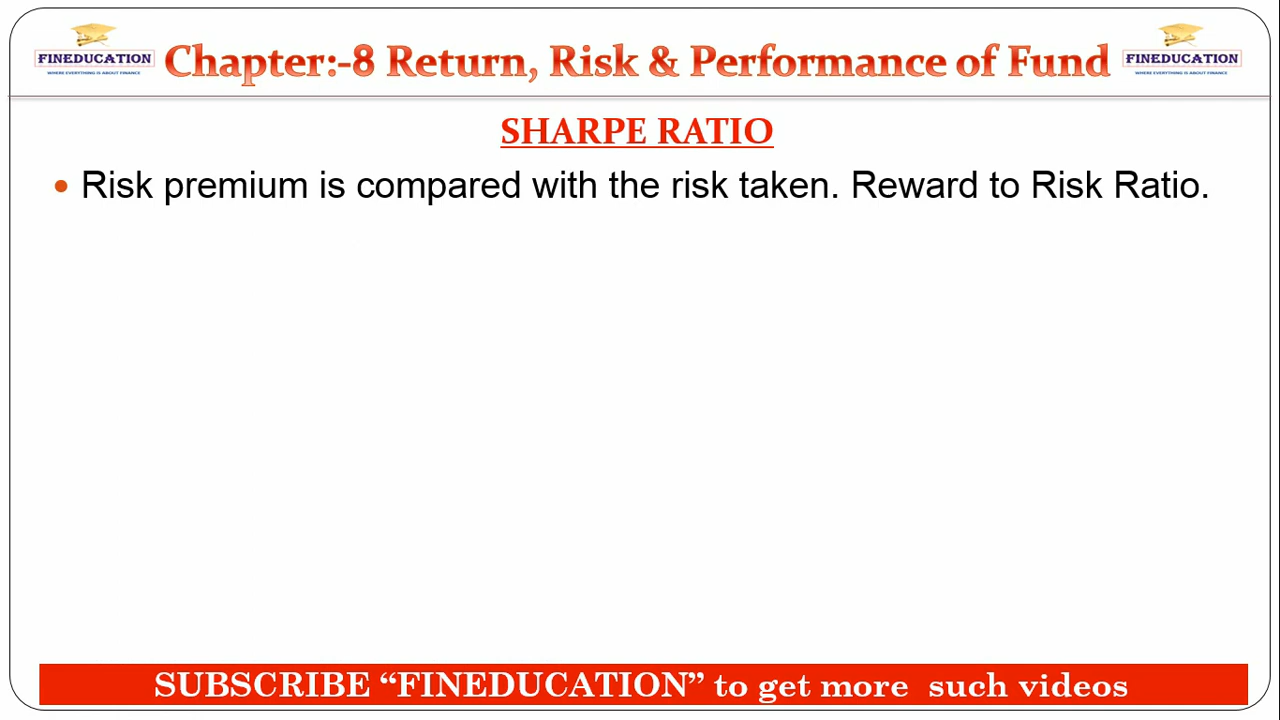 FINEDUCATION
WHERE EVERYTHING IS ABOUT FINANCE
Chapter:-8 Return, Risk & Performance of Fund
FINEDUCATION
WHERE EVERYTHING IS ABOUT FINANCE
SHARPE RATIO
• Risk premium is compared with the risk taken. Reward to Risk Ratio.
SUBSCRIBE “FINEDUCATION” to get more such videos